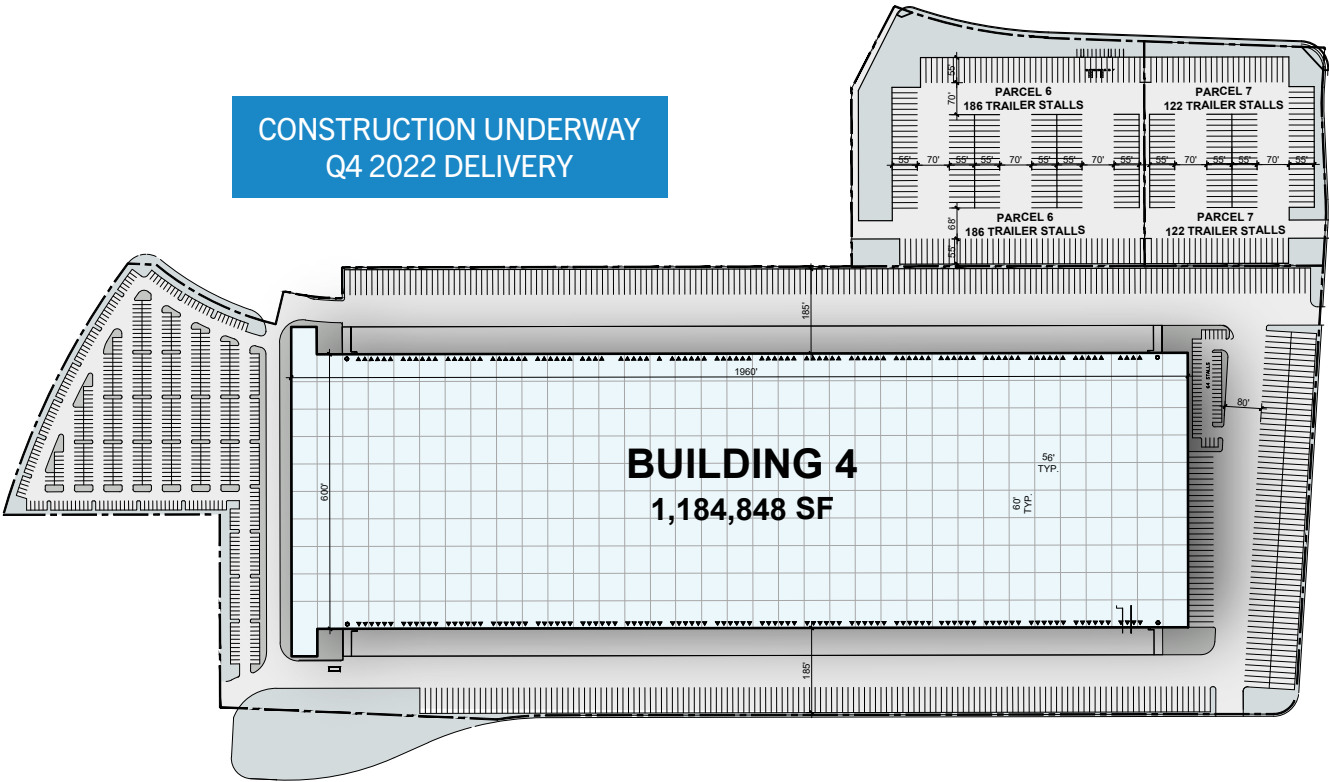 CONSTRUCTION UNDERWAY
Q4 2022 DELIVERY
55'
70'
PARCEL 6
186 TRAILER STALLS
PARCEL 7
122 TRAILER STALLS
55' 70' 55' 55' 70' 55' 55' 70' 55' 55' 70' 55' 55' 70' 55'
68'
55'
PARCEL 6
186 TRAILER STALLS
PARCEL 7
122 TRAILER STALLS
185'
1960'
64 STALLS
80'
BUILDING 4
1,184,848 SF
56'
TYP.
600'
60'
TYP.
185'